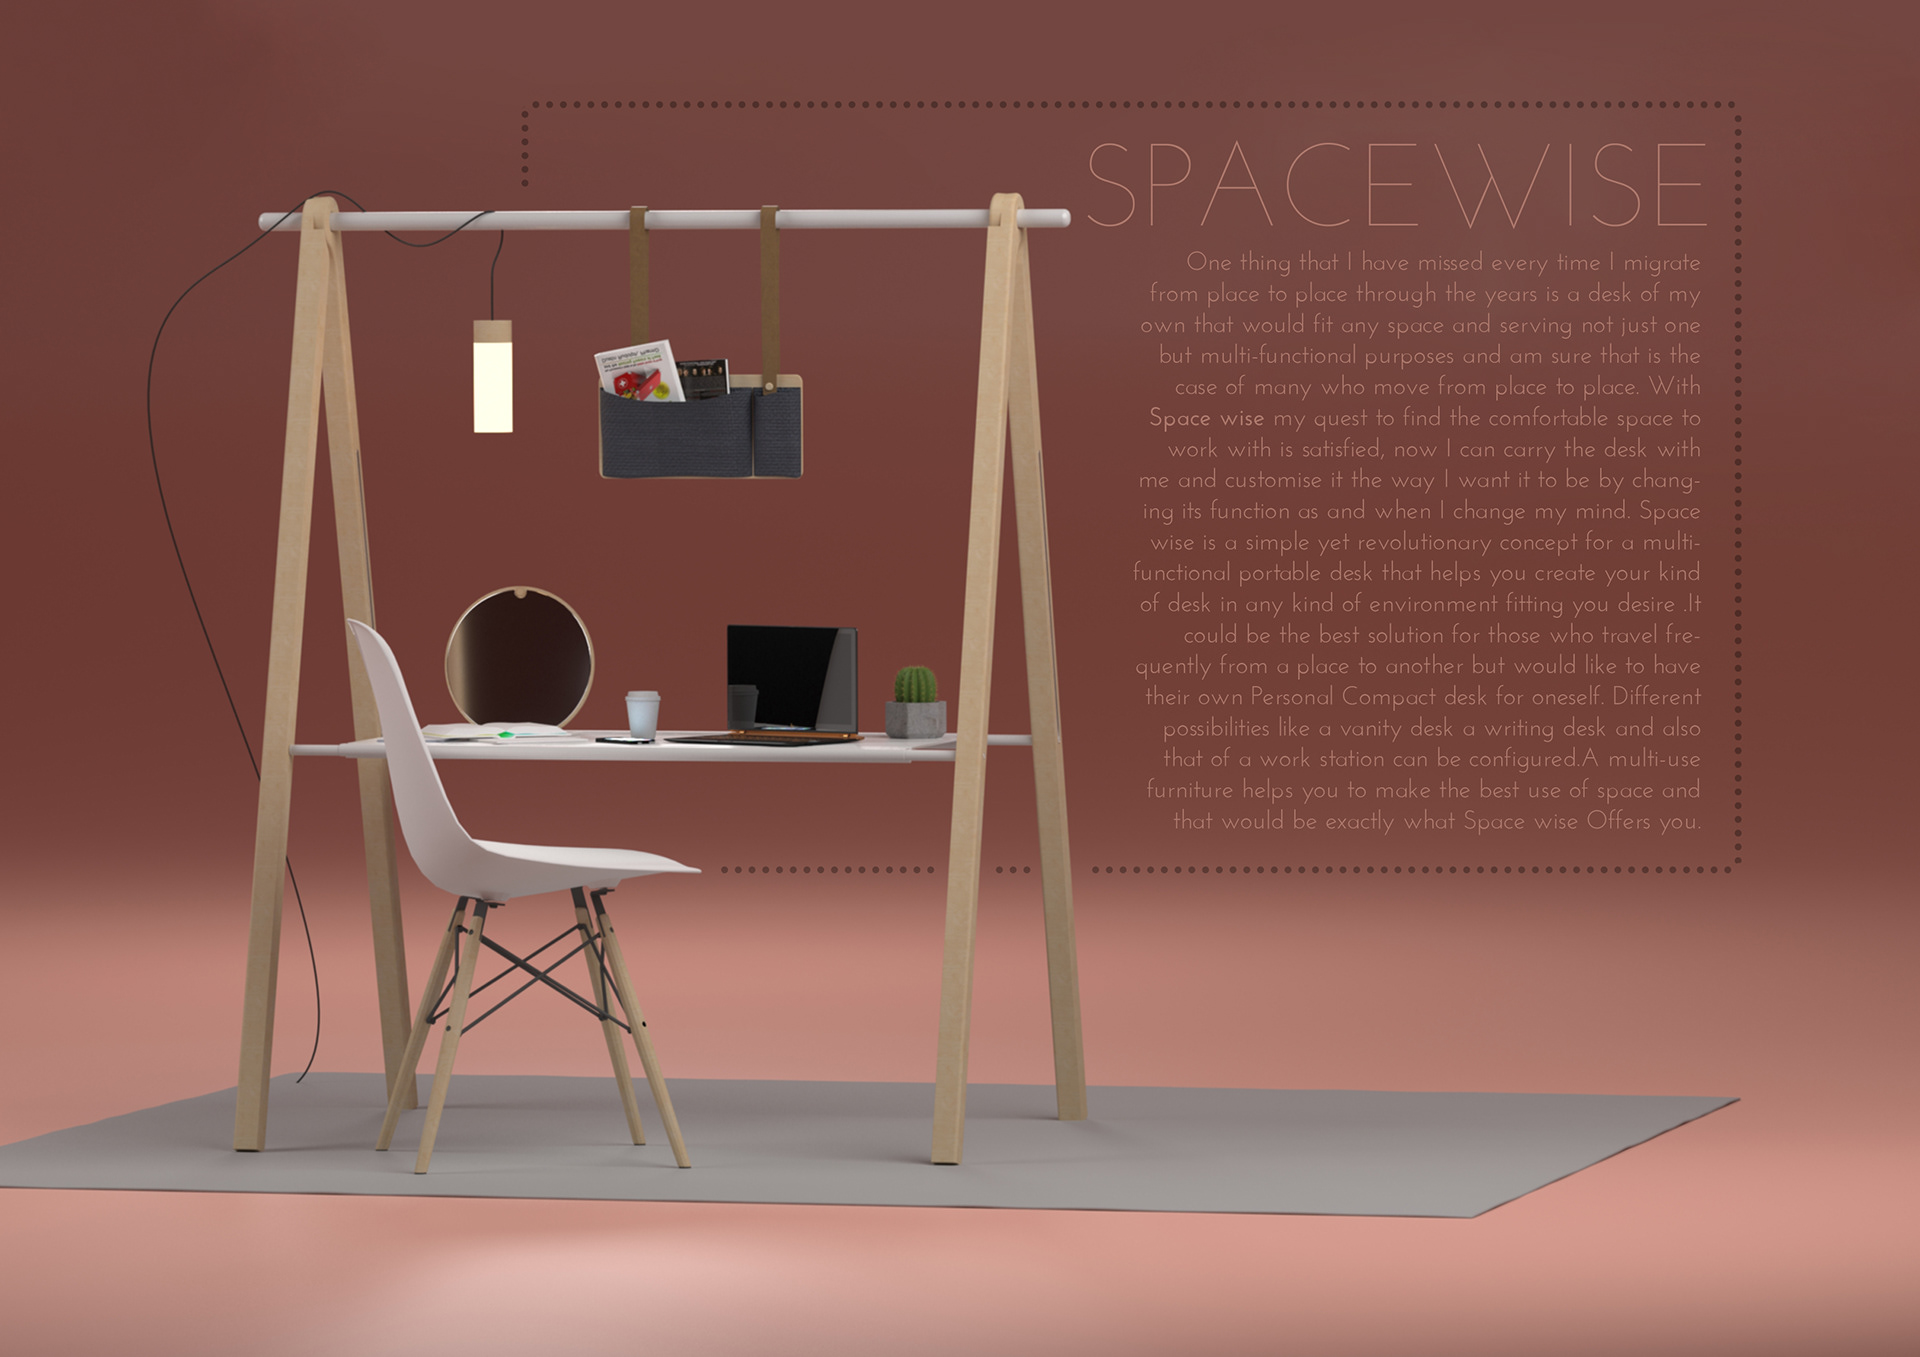 SPACEWISE
One thing that I have missed every time I migrate
from place to place through the years is a desk of my
own that would fit any space and serving not just one
but multi-functional purposes and am sure that is the
case of many who move from place to place. With
Space wise my quest to find the comfortable space to
work with is satisfied, now I can carry the desk with
me and customise it the way I want it to be by chang-
ing its function as and when I change my mind. Space
wise is a simple yet revolutionary concept for a multi-
functional portable desk that helps you create your kind
of desk in any kind of environment fitting you desire .It
could be the best solution for those who travel fre-
quently from a place to another but would like to have
their own Personal Compact desk for oneself. Different
possibilities like a vanity desk a writing desk and also
that of a work station can be configured.A multi-use
furniture helps you to make the best use of space and
that would be exactly what Space wise Offers you.